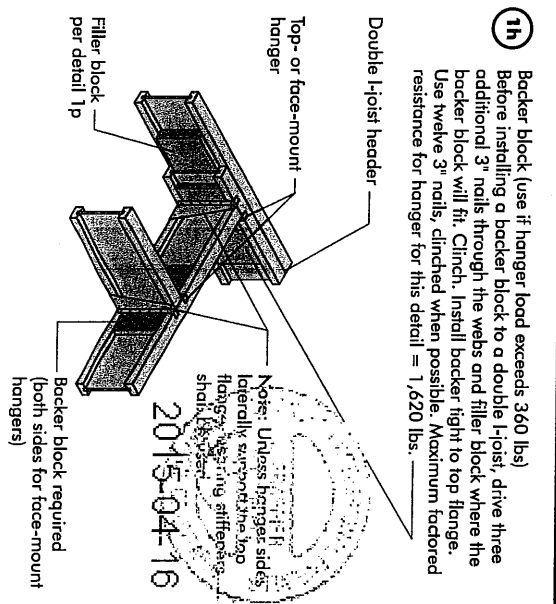 1h
Backer block (use if hanger load exceeds 360 lbs)
Before installing a backer block to a double I-joist, drive three
additional 3" nails through the webs and filler block where the
backer block will fit. Clinch. Install backer tight to top flange.
Use twelve 3" nails, clinched when possible. Maximum factored
resistance for hanger for this detail = 1,620 lbs.
Double I-joist header
Top- or face-mount
hanger
Filler block
per detail 1p
Note: Unless hanger sides
laterally support the top
flange, bearing stiffeners
shall be used.
2015-04-16
Backer block required
(both sides for face-mount
hangers)